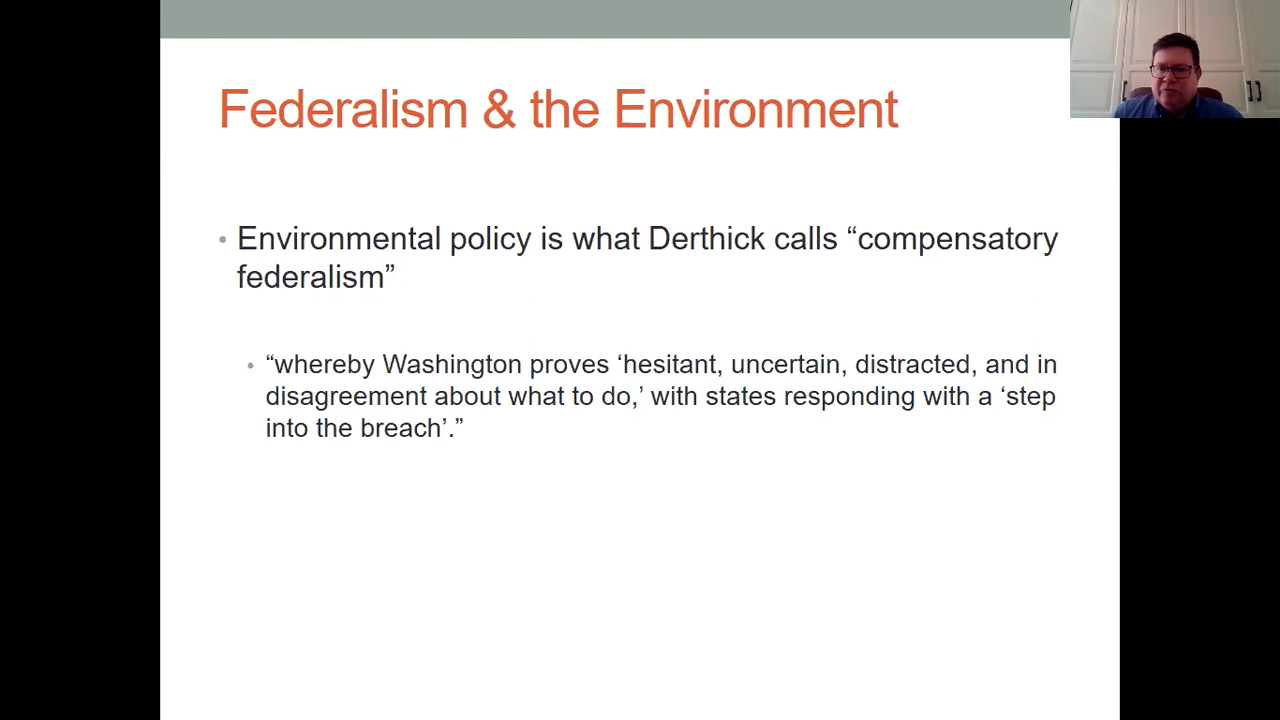 Federalism & the Environment
• Environmental policy is what Derthick calls “compensatory
federalism”
• “whereby Washington proves ‘hesitant, uncertain, distracted, and in
disagreement about what to do,’ with states responding with a ‘step
into the breach’.”